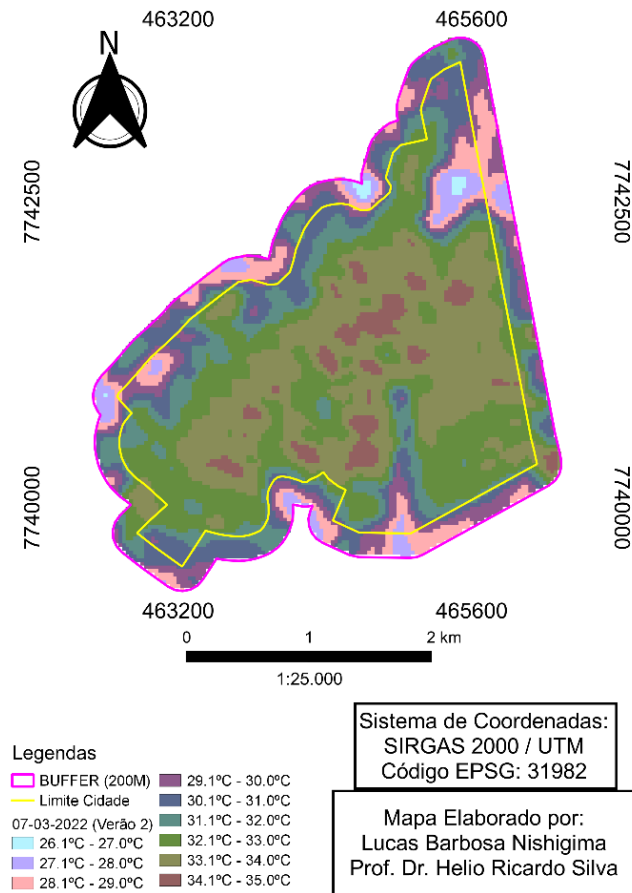 463200 465600
N
7742500 7742500
7740000 7740000
463200 465600
0 1 2 km
1:25.000
Sistema de Coordenadas:
SIRGAS 2000 / UTM
Código EPSG: 31982
Legendas
BUFFER (200M)
Limite Cidade
07-03-2022 (Verão 2)
26.1ºC - 27.0ºC
27.1ºC - 28.0ºC
28.1ºC - 29.0ºC
29.1ºC - 30.0ºC
30.1ºC - 31.0ºC
31.1ºC - 32.0ºC
32.1ºC - 33.0ºC
33.1ºC - 34.0ºC
34.1ºC - 35.0ºC
Mapa Elaborado por:
Lucas Barbosa Nishigima
Prof. Dr. Helio Ricardo Silva